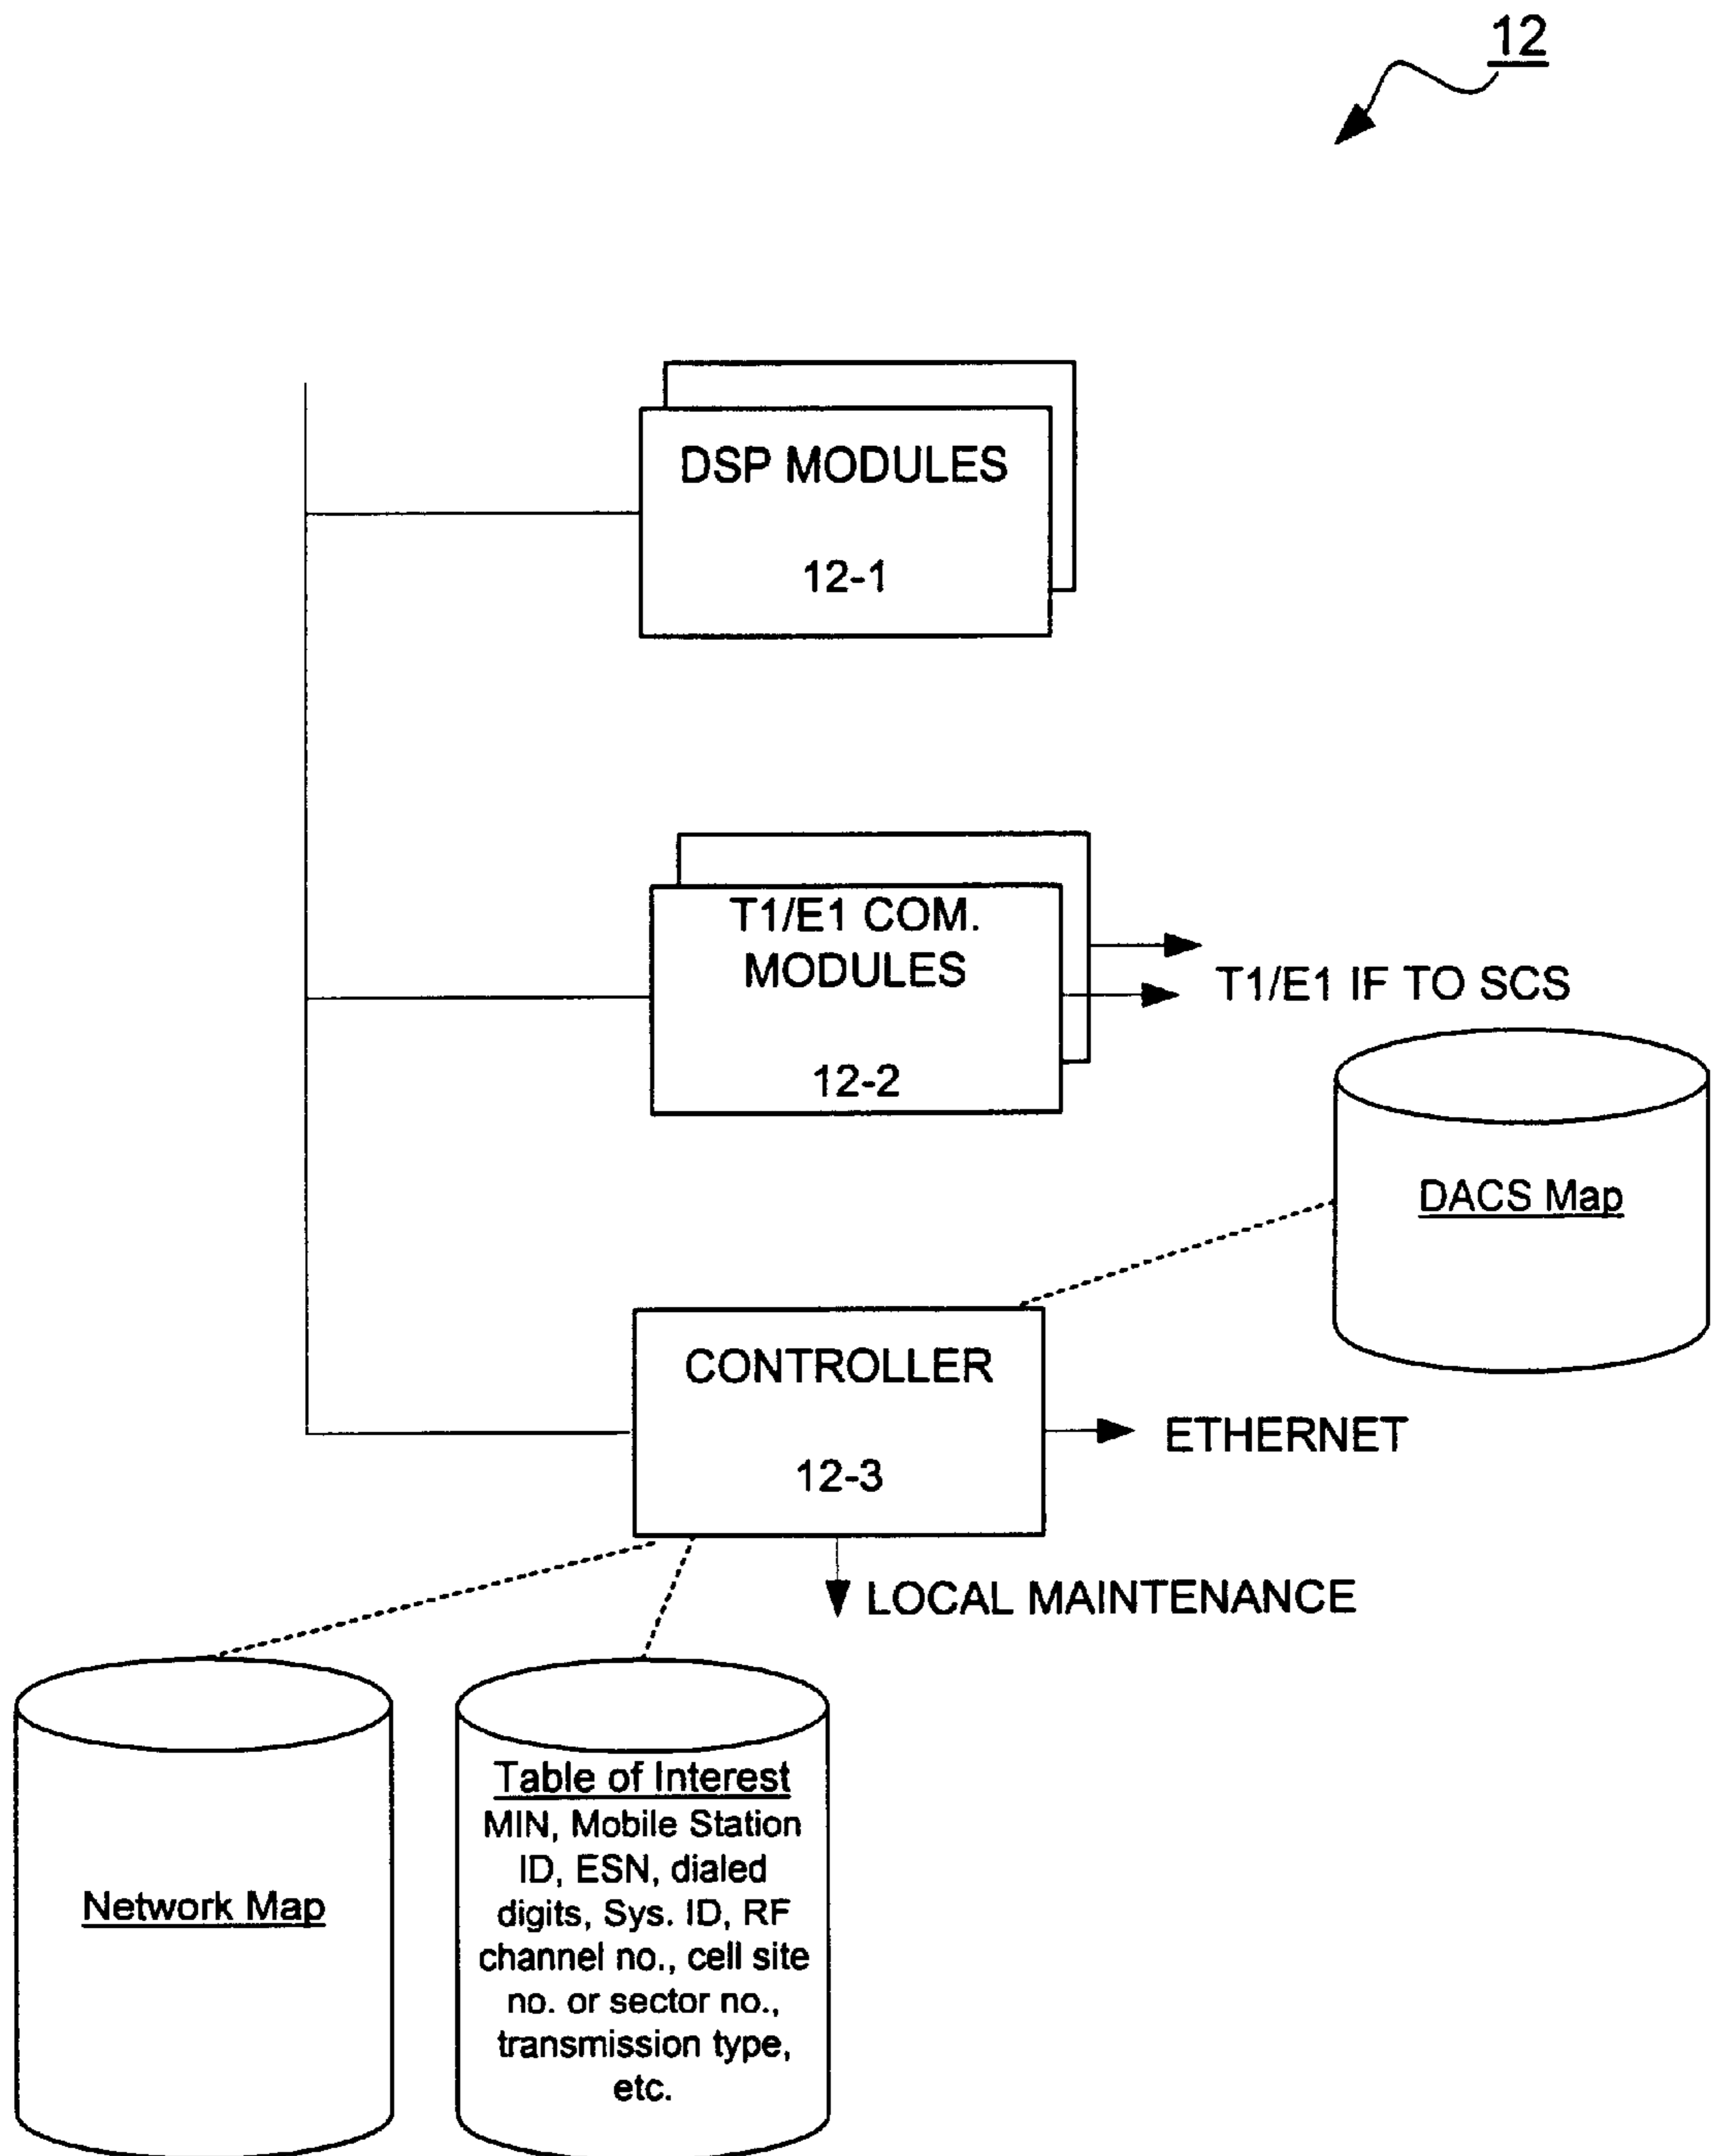 12
DSP MODULES
12-1
T1/E1 COM.
MODULES
12-2
T1/E1 IF TO SCS
DACS Map
CONTROLLER
12-3
ETHERNET
LOCAL MAINTENANCE
Network Map
Table of Interest
MIN, Mobile Station
ID, ESN, dialed
digits, Sys. ID, RF
channel no., cell site
no. or sector no.,
transmission type,
etc.